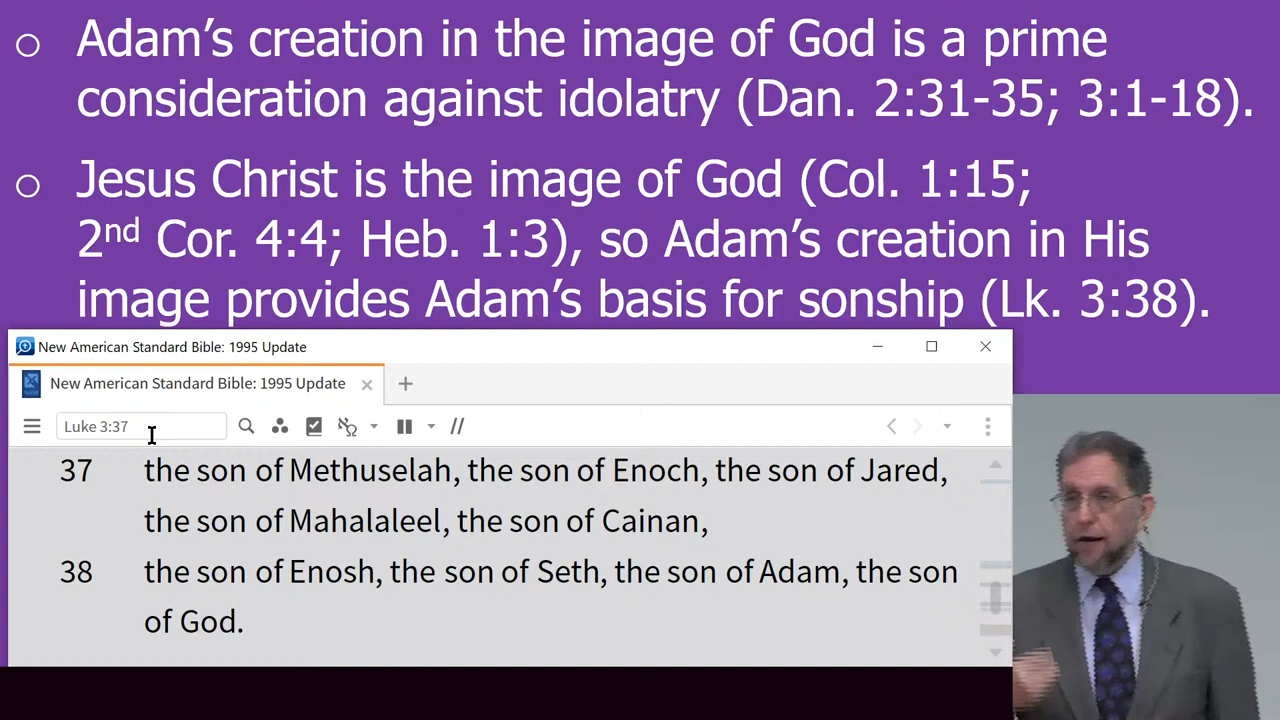 Adam’s creation in the image of God is a prime
consideration against idolatry (Dan. 2:31-35; 3:1-18).
Jesus Christ is the image of God (Col. 1:15;
2nd Cor. 4:4; Heb. 1:3), so Adam’s creation in His
image provides Adam’s basis for sonship (Lk. 3:38).
New American Standard Bible: 1995 Update
New American Standard Bible: 1995 Update
Luke 3:37
37 the son of Methuselah, the son of Enoch, the son of Jared,
the son of Mahalaleel, the son of Cainan,
38 the son of Enosh, the son of Seth, the son of Adam, the son
of God.